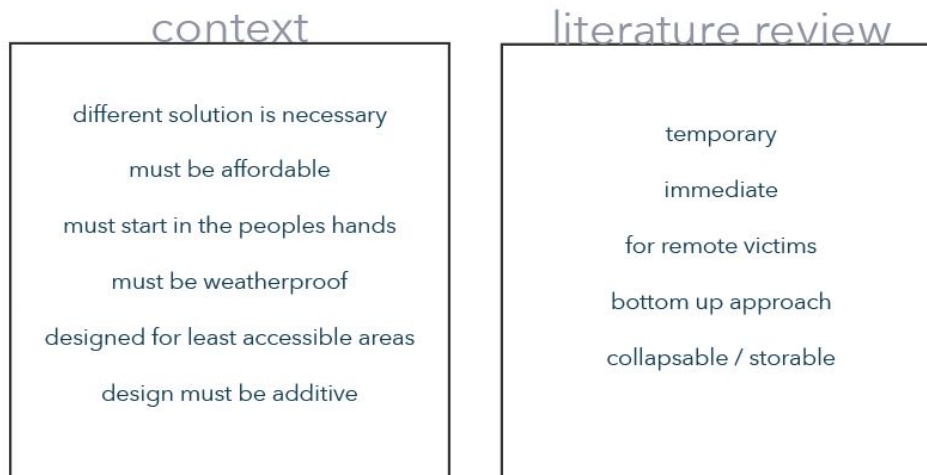 context
different solution is necessary
must be affordable
must start in the peoples hands
must be weatherproof
designed for least accessible areas
design must be additive
literature review
temporary
immediate
for remote victims
bottom up approach
collapsable / storable